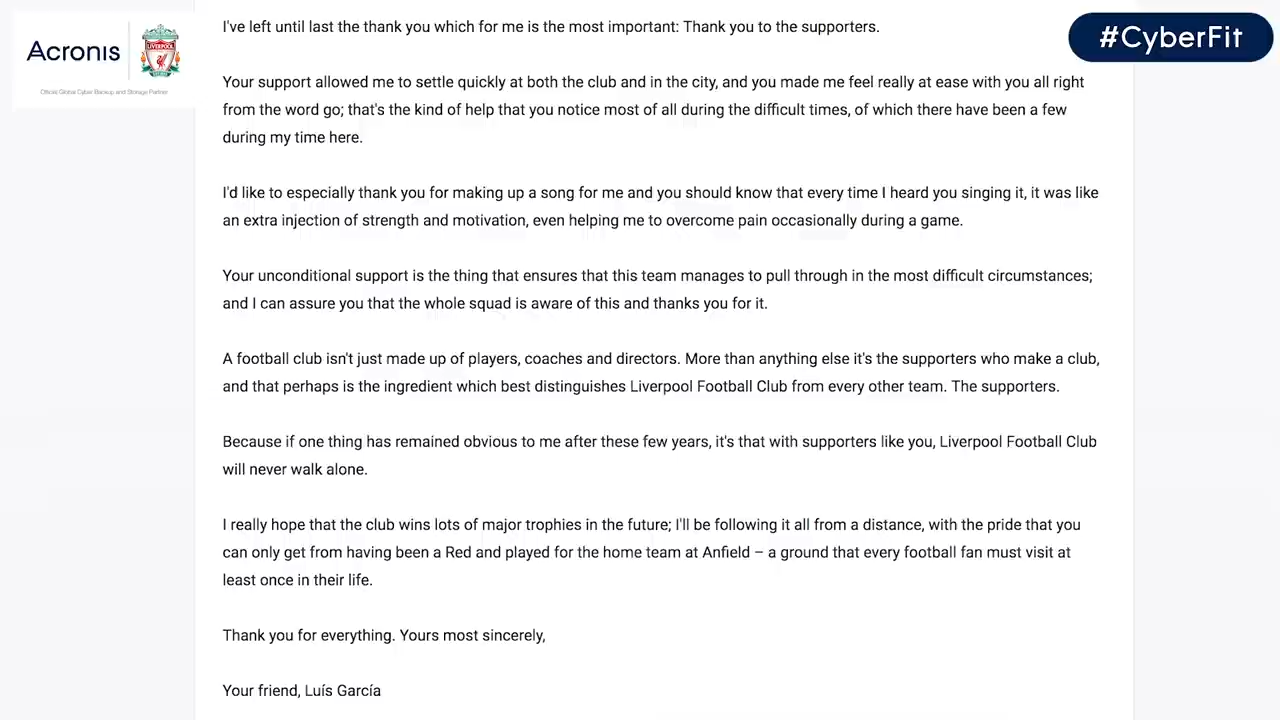 Acronis
LIVERPOOL
Official Global Cyber Backup and Storage Partner
#CyberFit
I've left until last the thank you which for me is the most important: Thank you to the supporters.
Your support allowed me to settle quickly at both the club and in the city, and you made me feel really at ease with you all right
from the word go; that's the kind of help that you notice most of all during the difficult times, of which there have been a few
during my time here.
I'd like to especially thank you for making up a song for me and you should know that every time I heard you singing it, it was like
an extra injection of strength and motivation, even helping me to overcome pain occasionally during a game.
Your unconditional support is the thing that ensures that this team manages to pull through in the most difficult circumstances;
and I can assure you that the whole squad is aware of this and thanks you for it.
A football club isn't just made up of players, coaches and directors. More than anything else it's the supporters who make a club,
and that perhaps is the ingredient which best distinguishes Liverpool Football Club from every other team. The supporters.
Because if one thing has remained obvious to me after these few years, it's that with supporters like you, Liverpool Football Club
will never walk alone.
I really hope that the club wins lots of major trophies in the future; I'll be following it all from a distance, with the pride that you
can only get from having been a Red and played for the home team at Anfield – a ground that every football fan must visit at
least once in their life.
Thank you for everything. Yours most sincerely,
Your friend, Luís García